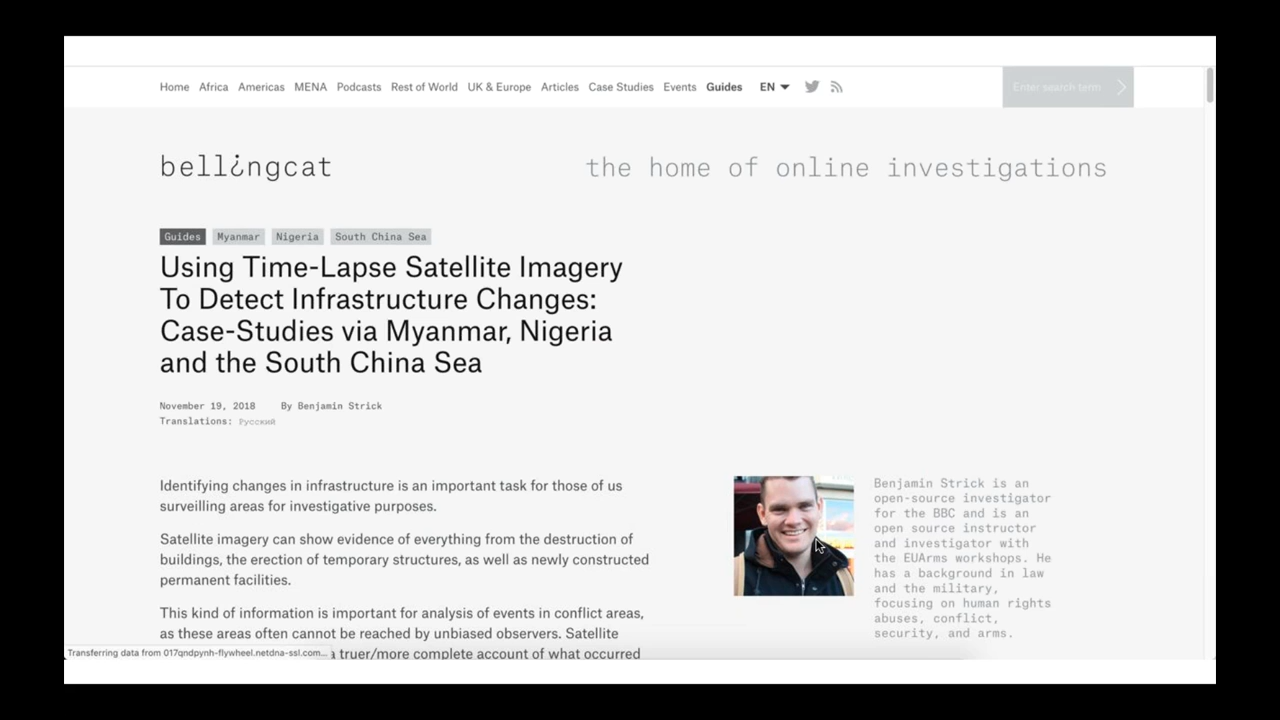 Home Africa Americas MENA Podcasts Rest of World UK & Europe Articles Case Studies Events Guides EN Enter search term
bellingcat the home of online investigations
Guides Myanmar Nigeria South China Sea
Using Time-Lapse Satellite Imagery
To Detect Infrastructure Changes:
Case-Studies via Myanmar, Nigeria
and the South China Sea
November 19, 2018 By Benjamin Strick
Translations: Русский
Identifying changes in infrastructure is an important task for those of us
surveilling areas for investigative purposes.
Satellite imagery can show evidence of everything from the destruction of
buildings, the erection of temporary structures, as well as newly constructed
permanent facilities.
This kind of information is important for analysis of events in conflict areas,
as these areas often cannot be reached by unbiased observers. Satellite
a truer/more complete account of what occurred
Benjamin Strick is an
open-source investigator
for the BBC and is an
open source instructor
and investigator with
the EUArms workshops. He
has a background in law
and the military,
focusing on human rights
abuses, conflict,
security, and arms.
Transferring data from 017qndpynh-flywheel.netdna-ssl.com...